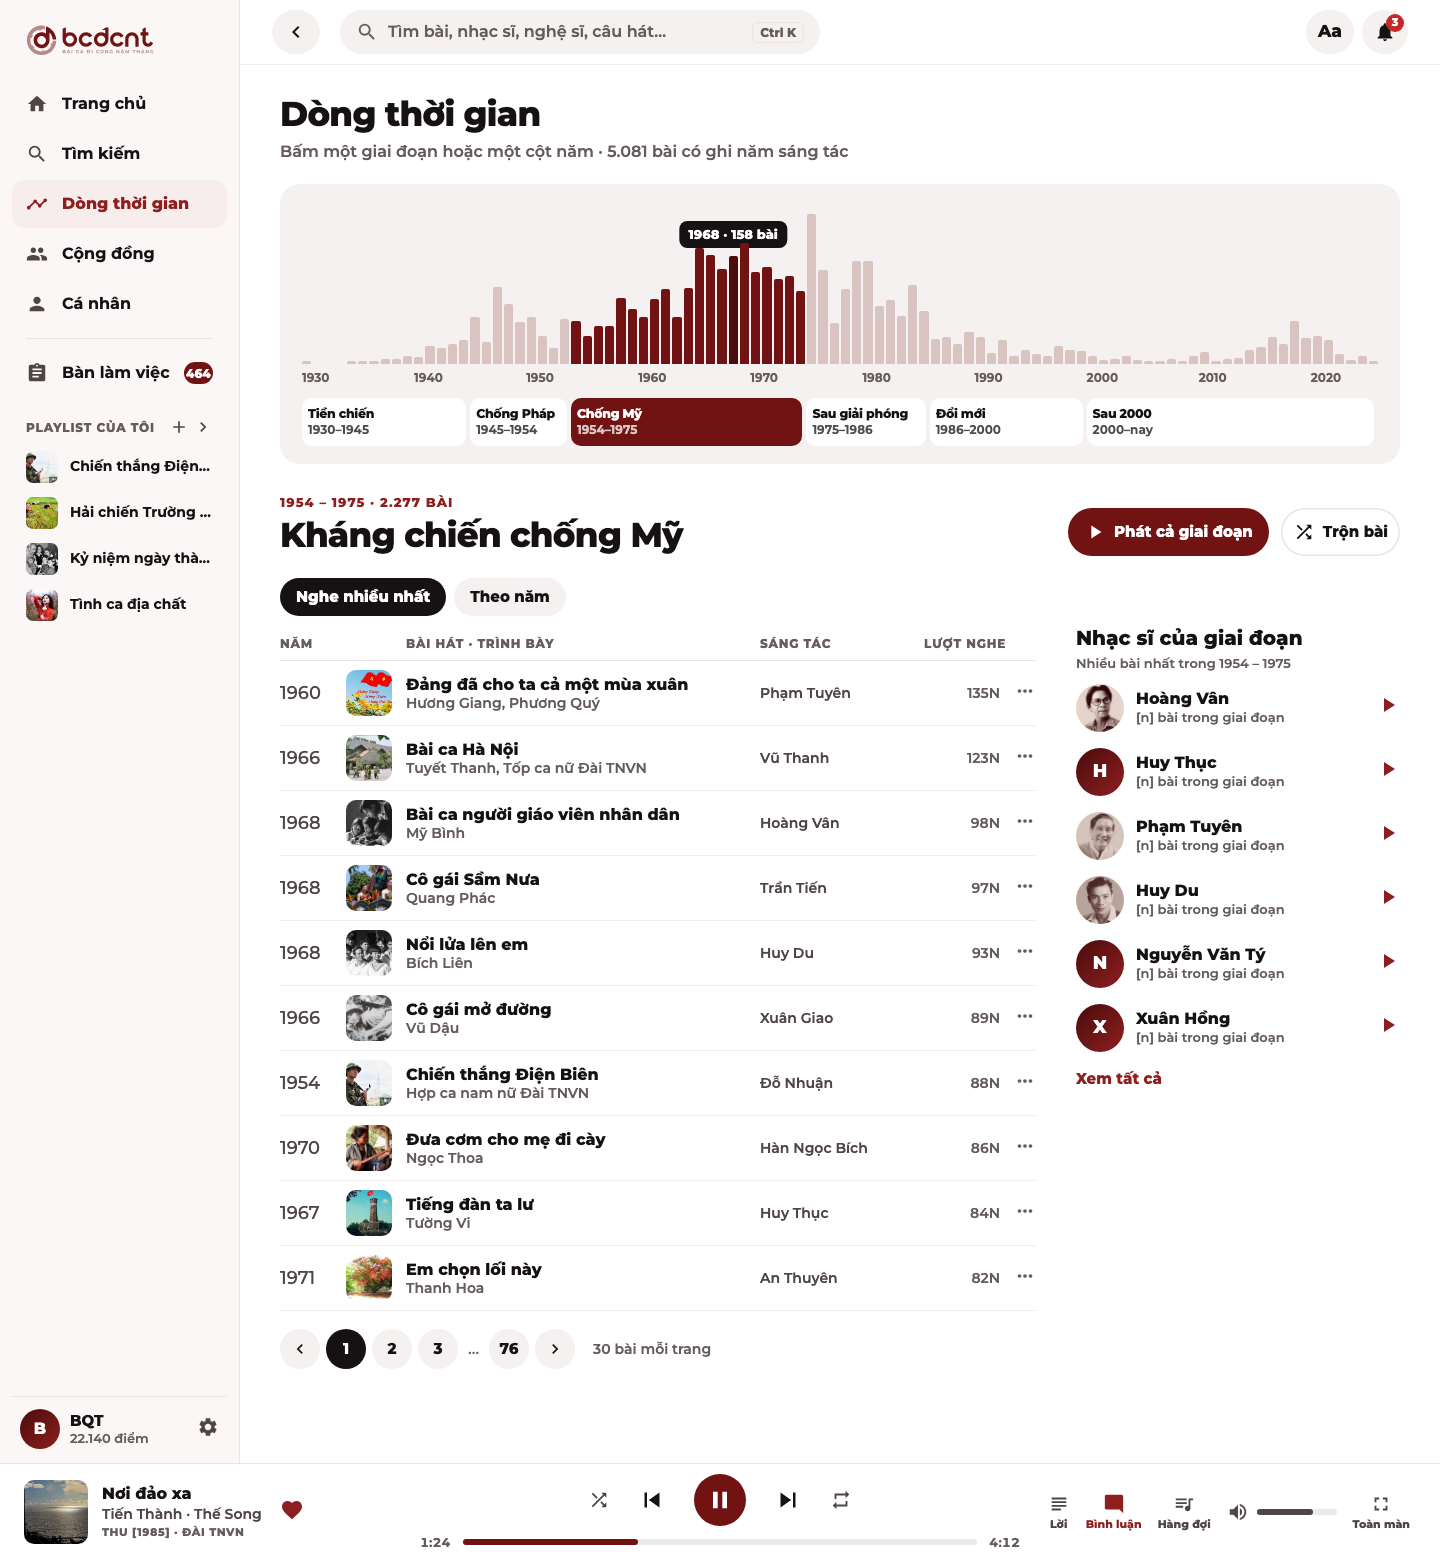 bcdcnt
BÀI CA ĐI CÙNG NĂM THÁNG
Trang chủ
Tìm kiếm
Dòng thời gian
Cộng đồng
Cá nhân
Bàn làm việc
464
PLAYLIST CỦA TÔI
Chiến thắng Điện...
Hải chiến Trường ...
Kỷ niệm ngày thà...
Tình ca địa chất
BQT
22.140 điểm
B
Tìm bài, nhạc sĩ, nghệ sĩ, câu hát...
Ctrl K
Aa
3
Dòng thời gian
Bấm một giai đoạn hoặc một cột năm · 5.081 bài có ghi năm sáng tác
1968 · 158 bài
1930 1940 1950 1960 1970 1980 1990 2000 2010 2020
Tiền chiến
1930–1945
Chống Pháp
1945–1954
Chống Mỹ
1954–1975
Sau giải phóng
1975–1986
Đổi mới
1986–2000
Sau 2000
2000–nay
1954 – 1975 · 2.277 BÀI
Kháng chiến chống Mỹ
Phát cả giai đoạn
Trộn bài
Nghe nhiều nhất
Theo năm
NĂM BÀI HÁT · TRÌNH BÀY SÁNG TÁC LƯỢT NGHE
1960 Đảng đã cho ta cả một mùa xuân Phạm Tuyên 135N
Hương Giang, Phương Quý
1966 Bài ca Hà Nội Vũ Thanh 123N
Tuyết Thanh, Tốp ca nữ Đài TNVN
1968 Bài ca người giáo viên nhân dân Hoàng Vân 98N
Mỹ Bình
1968 Cô gái Sầm Nưa Trần Tiến 97N
Quang Phác
1968 Nổi lửa lên em Huy Du 93N
Bích Liên
1966 Cô gái mở đường Xuân Giao 89N
Vũ Dậu
1954 Chiến thắng Điện Biên Đỗ Nhuận 88N
Hợp ca nam nữ Đài TNVN
1970 Đưa cơm cho mẹ đi cày Hàn Ngọc Bích 86N
Ngọc Thoa
1967 Tiếng đàn ta lư Huy Thục 84N
Tường Vi
1971 Em chọn lối này An Thuyên 82N
Thanh Hoa
1 2 3 ... 76
30 bài mỗi trang
Nhạc sĩ của giai đoạn
Nhiều bài nhất trong 1954 – 1975
Hoàng Vân
[n] bài trong giai đoạn
H
Huy Thục
[n] bài trong giai đoạn
Phạm Tuyên
[n] bài trong giai đoạn
Huy Du
[n] bài trong giai đoạn
N
Nguyễn Văn Tý
[n] bài trong giai đoạn
X
Xuân Hồng
[n] bài trong giai đoạn
Xem tất cả
Nơi đảo xa
Tiến Thành · Thế Song
THU [1985] · ĐÀI TNVN
1:24
4:12
Lời
Bình luận
Hàng đợi
Toàn màn